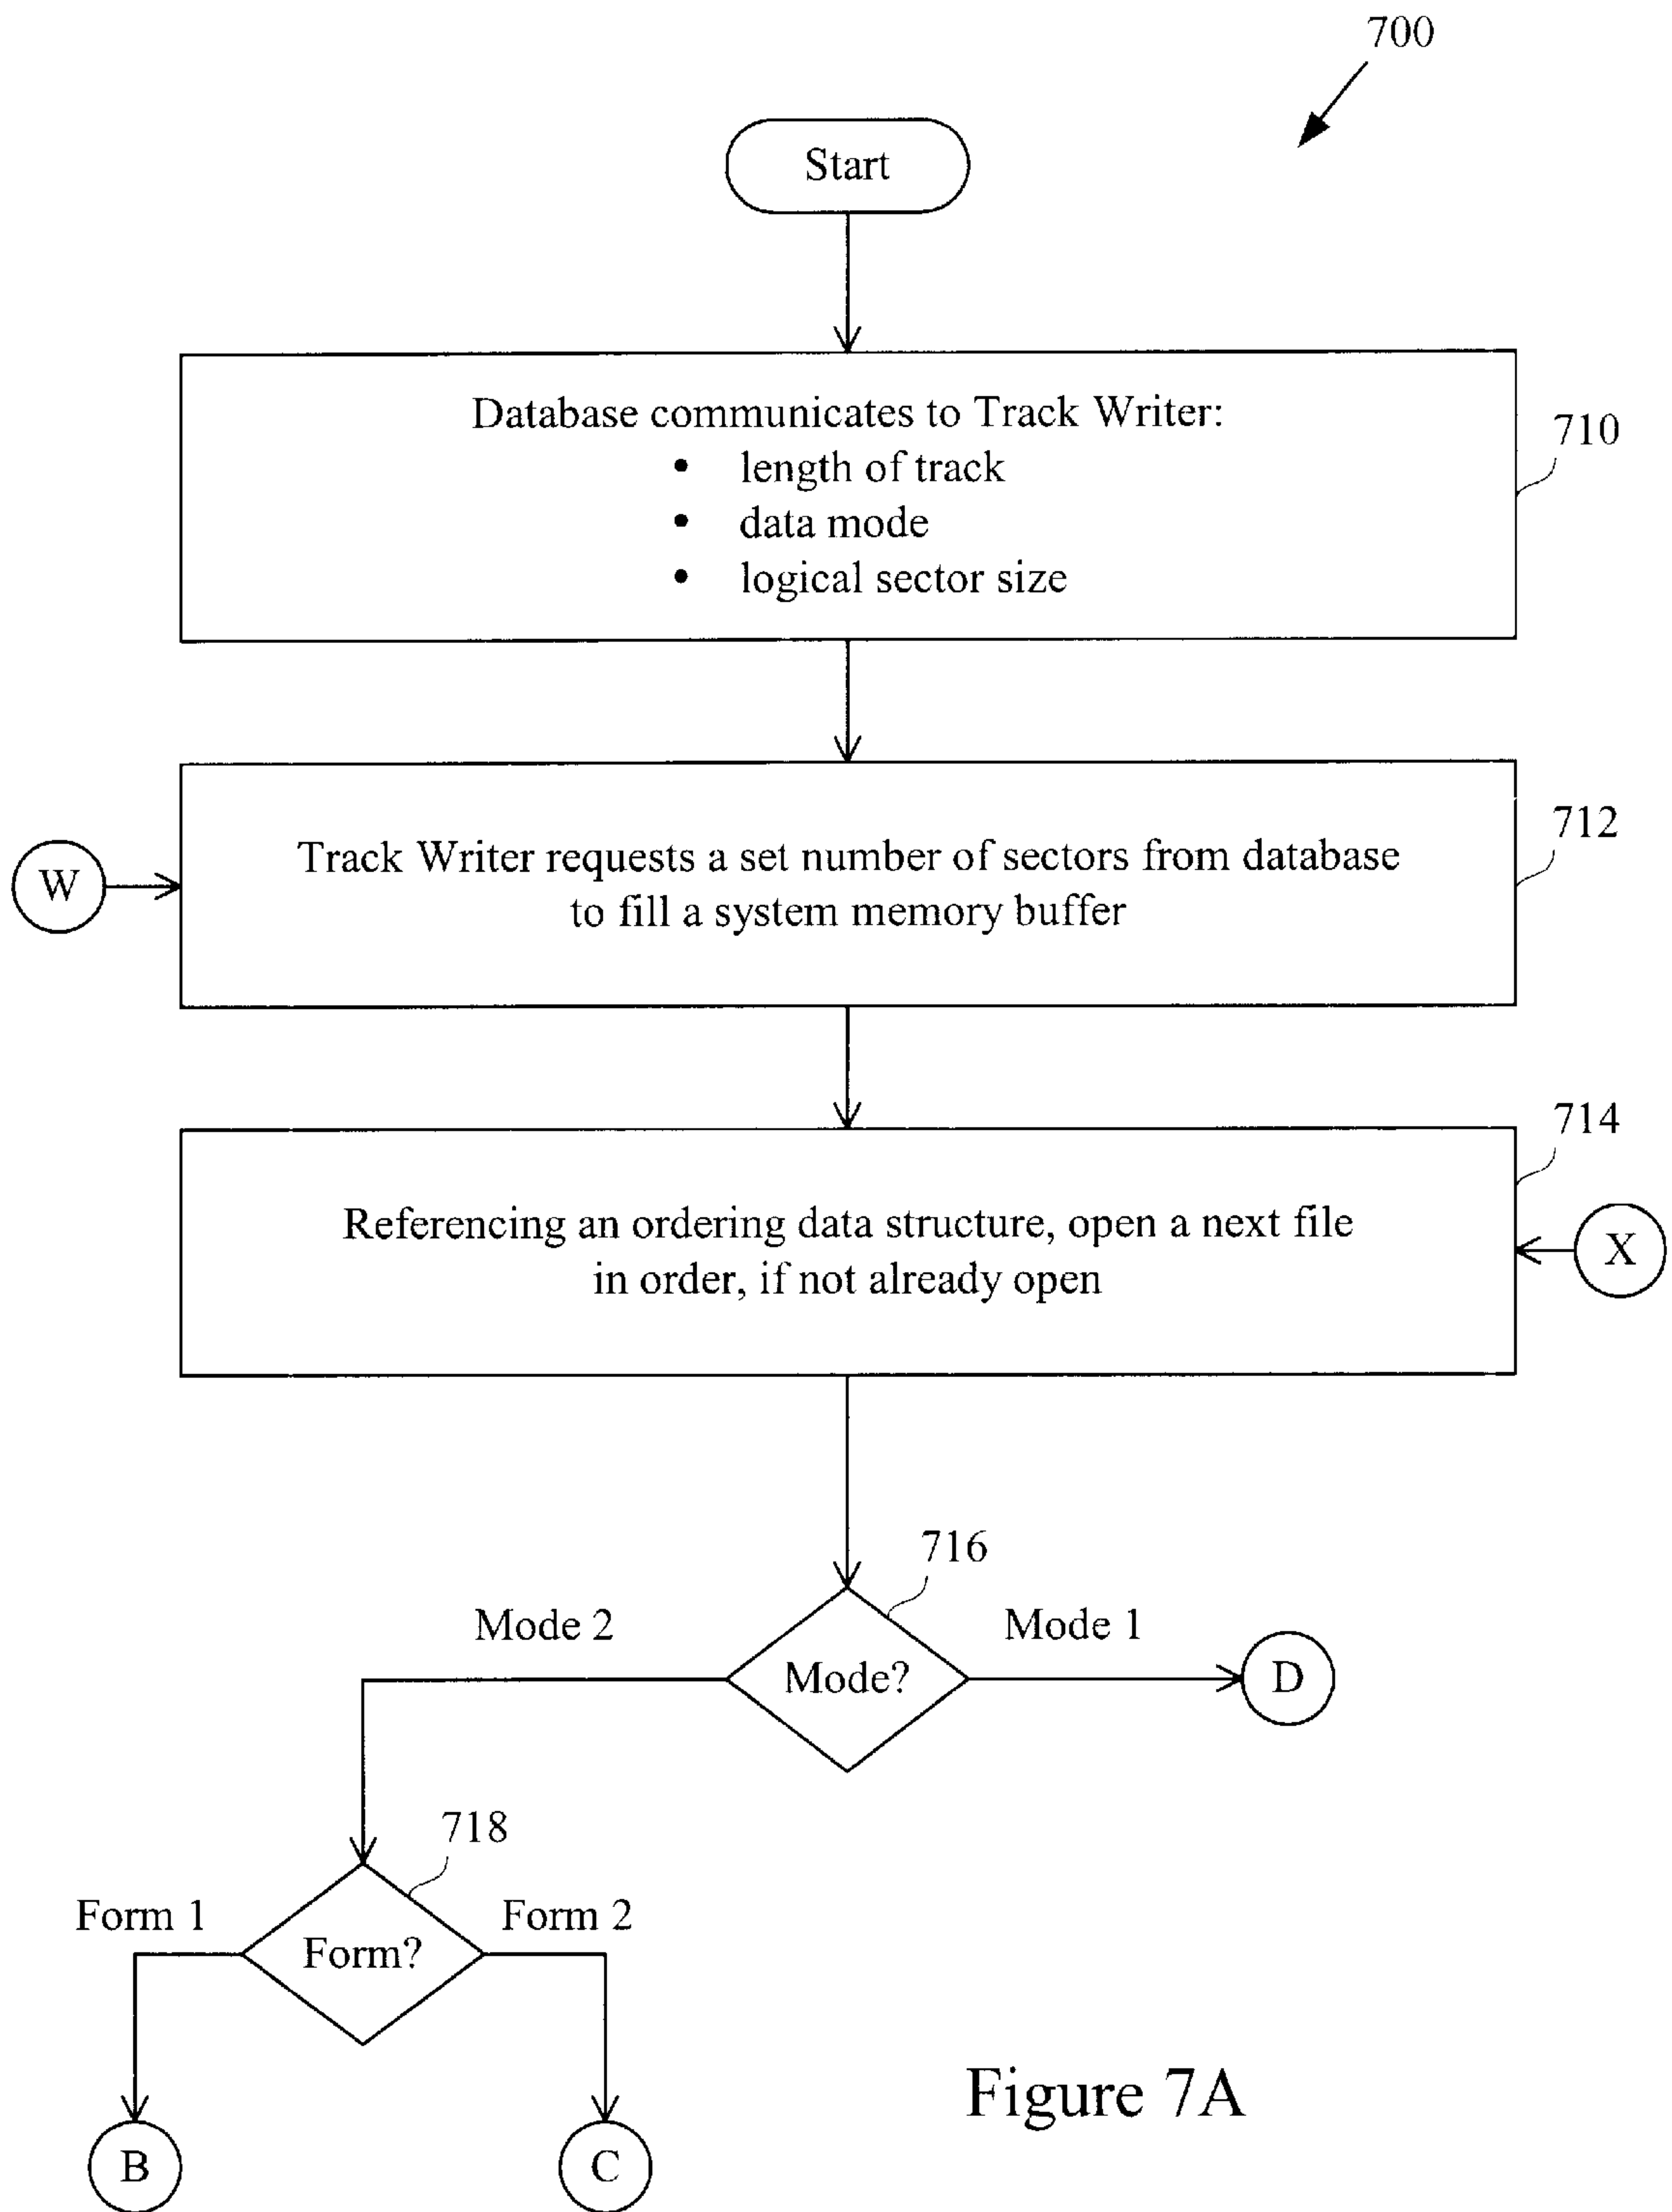 700
Start
Database communicates to Track Writer:
• length of track
• data mode
• logical sector size
710
Track Writer requests a set number of sectors from database
to fill a system memory buffer
712
W
714
Referencing an ordering data structure, open a next file
in order, if not already open
X
716
Mode 2
Mode?
Mode 1
D
718
Form 1
Form?
Form 2
B
C
Figure 7A